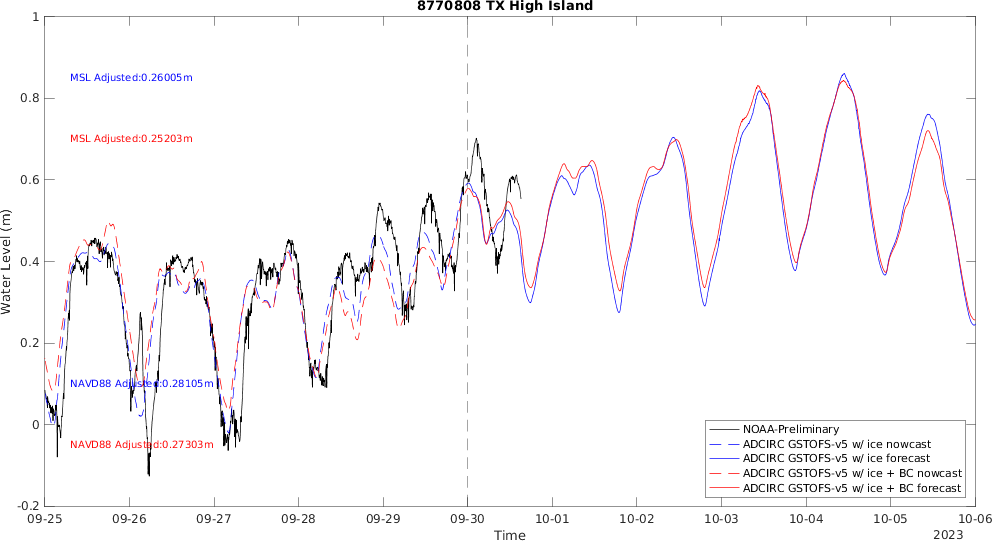 8770808 TX High Island
1
0.8
0.6
0.4
0.2
0
-0.2
Water Level (m)
MSL Adjusted:0.26005m
MSL Adjusted:0.25203m
NAVD88 Adjusted:0.28105m
NAVD88 Adjusted:0.27303m
NOAA-Preliminary
ADCIRC GSTOFS-v5 w/ ice nowcast
ADCIRC GSTOFS-v5 w/ ice forecast
ADCIRC GSTOFS-v5 w/ ice + BC nowcast
ADCIRC GSTOFS-v5 w/ ice + BC forecast
09-25 09-26 09-27 09-28 09-29 09-30 10-01 10-02 10-03 10-04 10-05 10-06
Time
2023